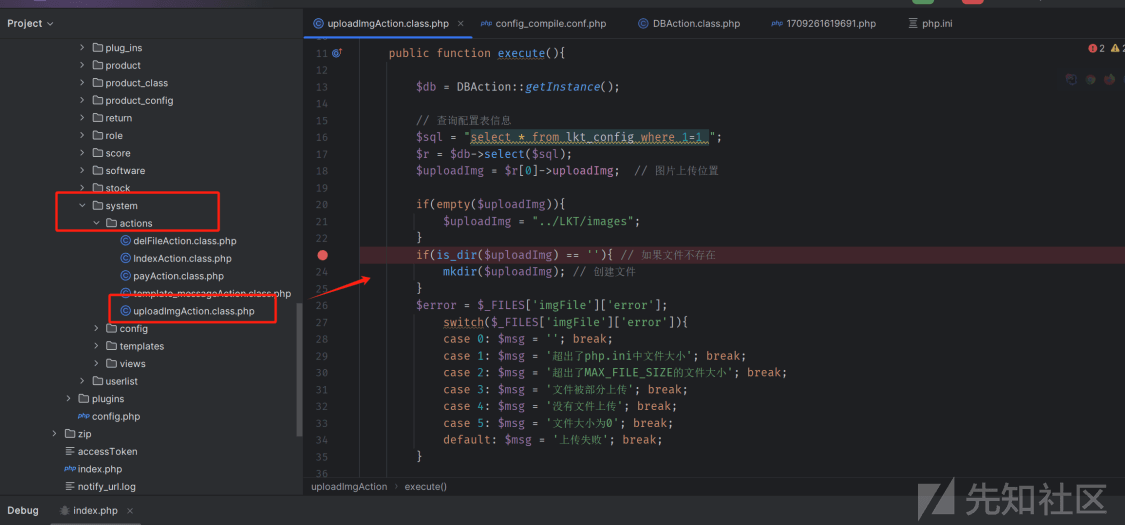 Project
uploadImgAction.class.php
config_compile.conf.php
DBAction.class.php
1709261619691.php
php.ini
plug_ins
product
product_class
product_config
return
role
score
software
stock
system
actions
delFileAction.class.php
IndexAction.class.php
payAction.class.php
template_messageAction.class.php
uploadImgAction.class.php
config
templates
views
userlist
plugins
config.php
zip
accessToken
index.php
notify_url.log
2 2
11 public function execute(){
12
13 $db = DBAction::getInstance();
14
15 // 查询配置表信息
16 $sql = "select * from lkt_config where 1=1 ";
17 $r = $db->select($sql);
18 $uploadImg = $r[0]->uploadImg; // 图片上传位置
19
20 if(empty($uploadImg)){
21 $uploadImg = "../LKT/images";
22 }
if(is_dir($uploadImg) == ''){ // 如果文件不存在
24 mkdir($uploadImg); // 创建文件
25 }
26 $error = $_FILES['imgFile']['error'];
27 switch($_FILES['imgFile']['error']){
28 case 0: $msg = ''; break;
29 case 1: $msg = '超出了php.ini中文件大小'; break;
30 case 2: $msg = '超出了MAX_FILE_SIZE的文件大小'; break;
31 case 3: $msg = '文件被部分上传'; break;
32 case 4: $msg = '没有文件上传'; break;
33 case 5: $msg = '文件大小为0'; break;
34 default: $msg = '上传失败'; break;
35 }
36
uploadImgAction › execute()
Debug
index.php
先知社区